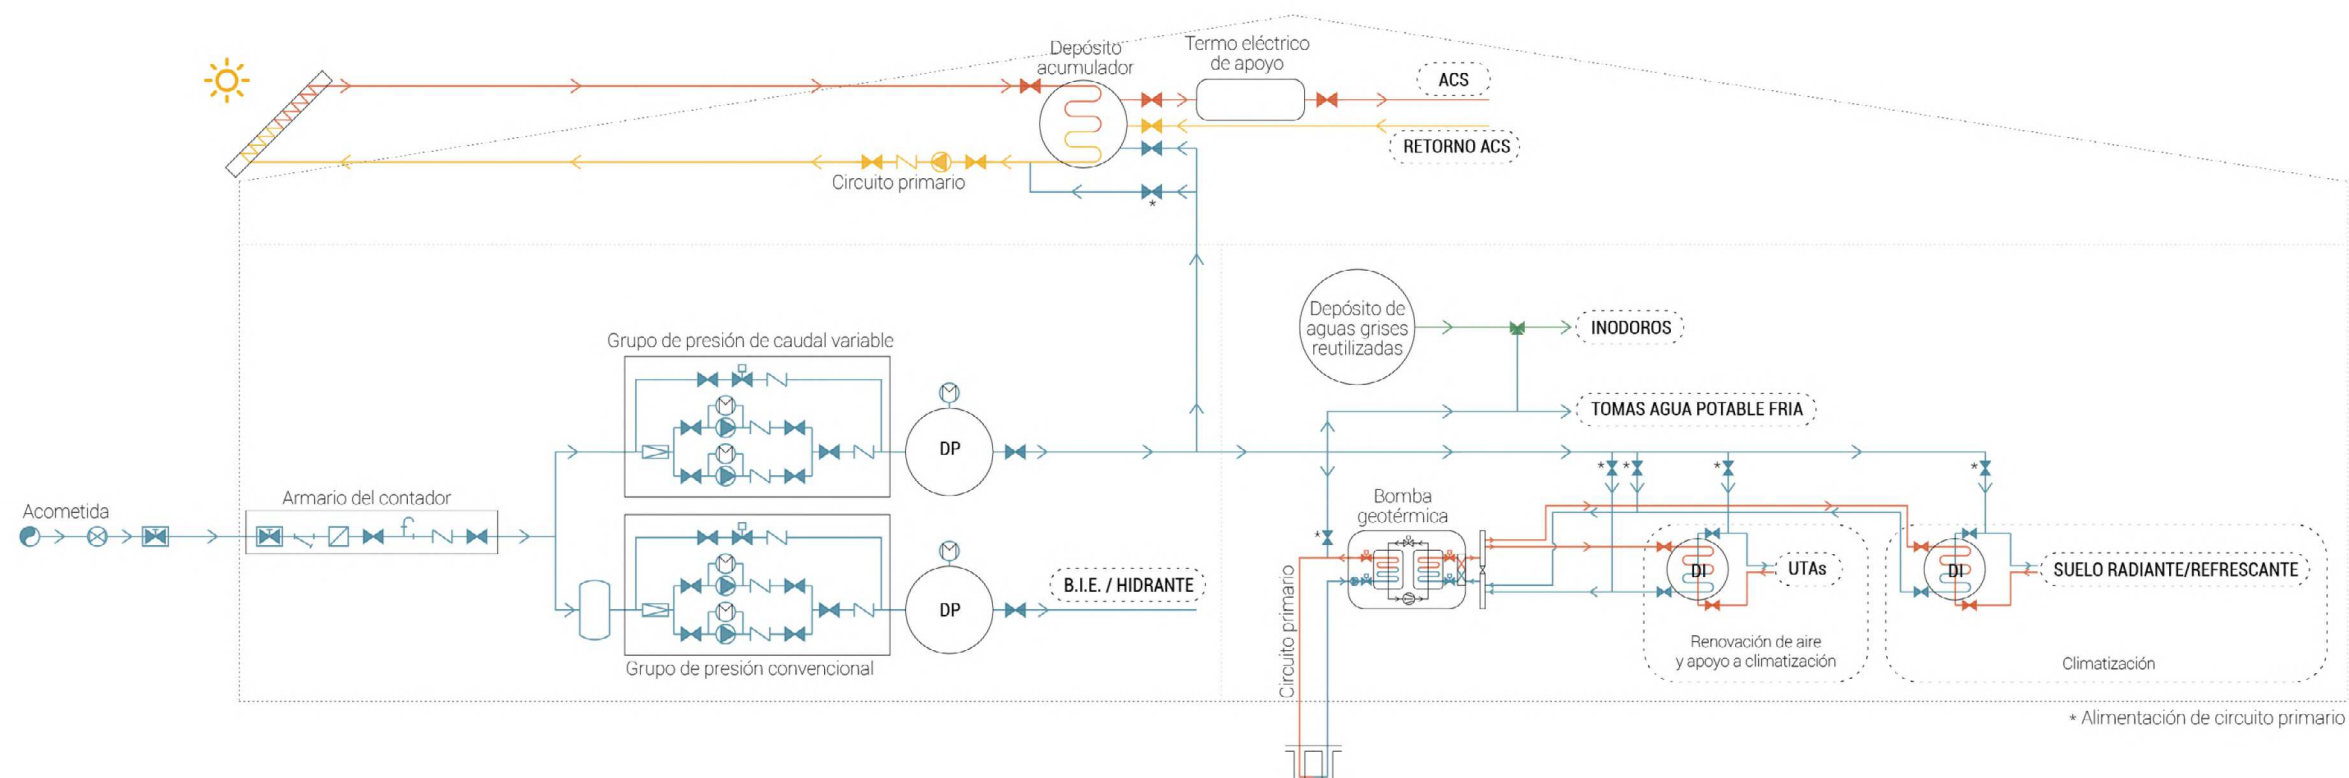 Depósito
acumulador
Termo eléctrico
de apoyo
ACS
RETORNO ACS
Circuito primario
*
Depósito de
aguas grises
reutilizadas
INODOROS
Grupo de presión de caudal variable
M
M
M
DP
TOMAS AGUA POTABLE FRIA
* * * *
Acometida
Armario del contador
Bomba
geotérmica
*
M
M
M
DP
B.I.E. / HIDRANTE
Circuito primario
DI
UTAs
DI
SUELO RADIANTE/REFRESCANTE
Grupo de presión convencional
Renovación de aire
y apoyo a climatización
Climatización
* Alimentación de circuito primario